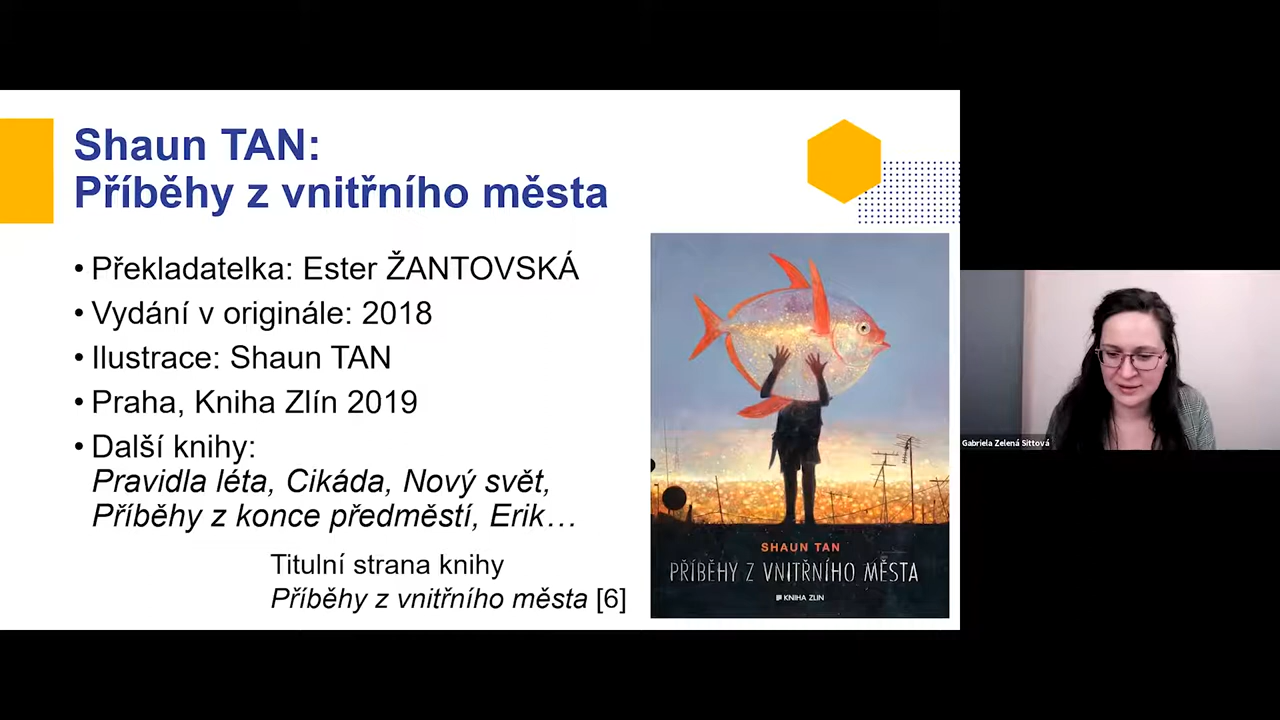 Shaun TAN:
Příběhy z vnitřního města
• Překladatelka: Ester ŽANTOVSKÁ
• Vydání v originále: 2018
• Ilustrace: Shaun TAN
• Praha, Kniha Zlín 2019
• Další knihy:
Pravidla léta, Cikáda, Nový svět,
Příběhy z konce předměstí, Erik…
Titulní strana knihy
Příběhy z vnitřního města [6]
SHAUN TAN
PŘÍBĚHY Z VNITŘNÍHO MĚSTA
KNIHA ZLIN
Gabriela Zelená Sittová